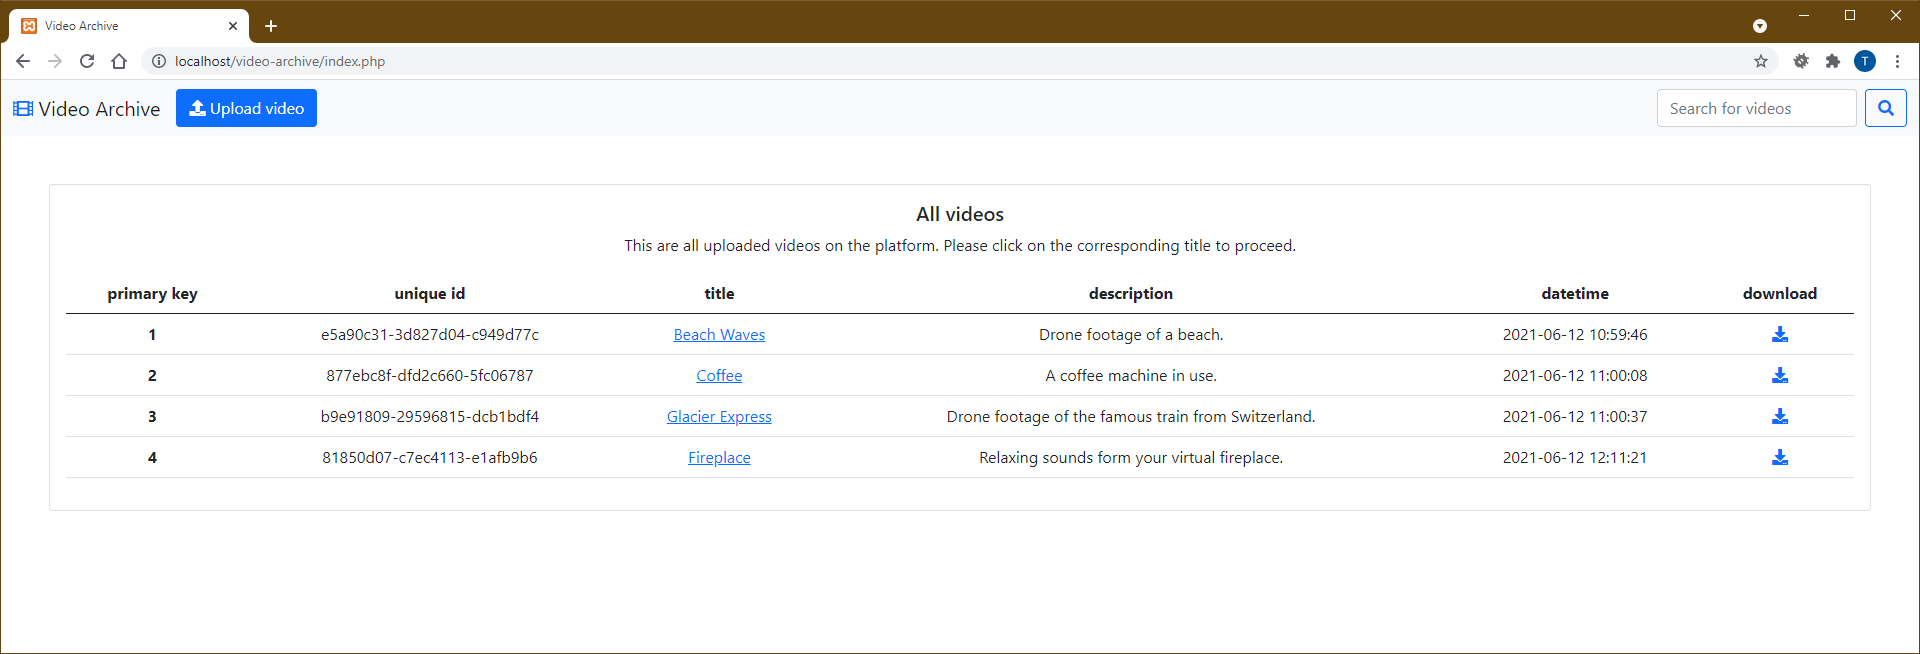 Video Archive
localhost/video-archive/index.php
T
Video Archive Upload video Search for videos
All videos
This are all uploaded videos on the platform. Please click on the corresponding title to proceed.
primary key unique id title description datetime download
1 e5a90c31-3d827d04-c949d77c Beach Waves Drone footage of a beach. 2021-06-12 10:59:46
2 877ebc8f-dfd2c660-5fc06787 Coffee A coffee machine in use. 2021-06-12 11:00:08
3 b9e91809-29596815-dcb1bdf4 Glacier Express Drone footage of the famous train from Switzerland. 2021-06-12 11:00:37
4 81850d07-c7ec4113-e1afb9b6 Fireplace Relaxing sounds form your virtual fireplace. 2021-06-12 12:11:21